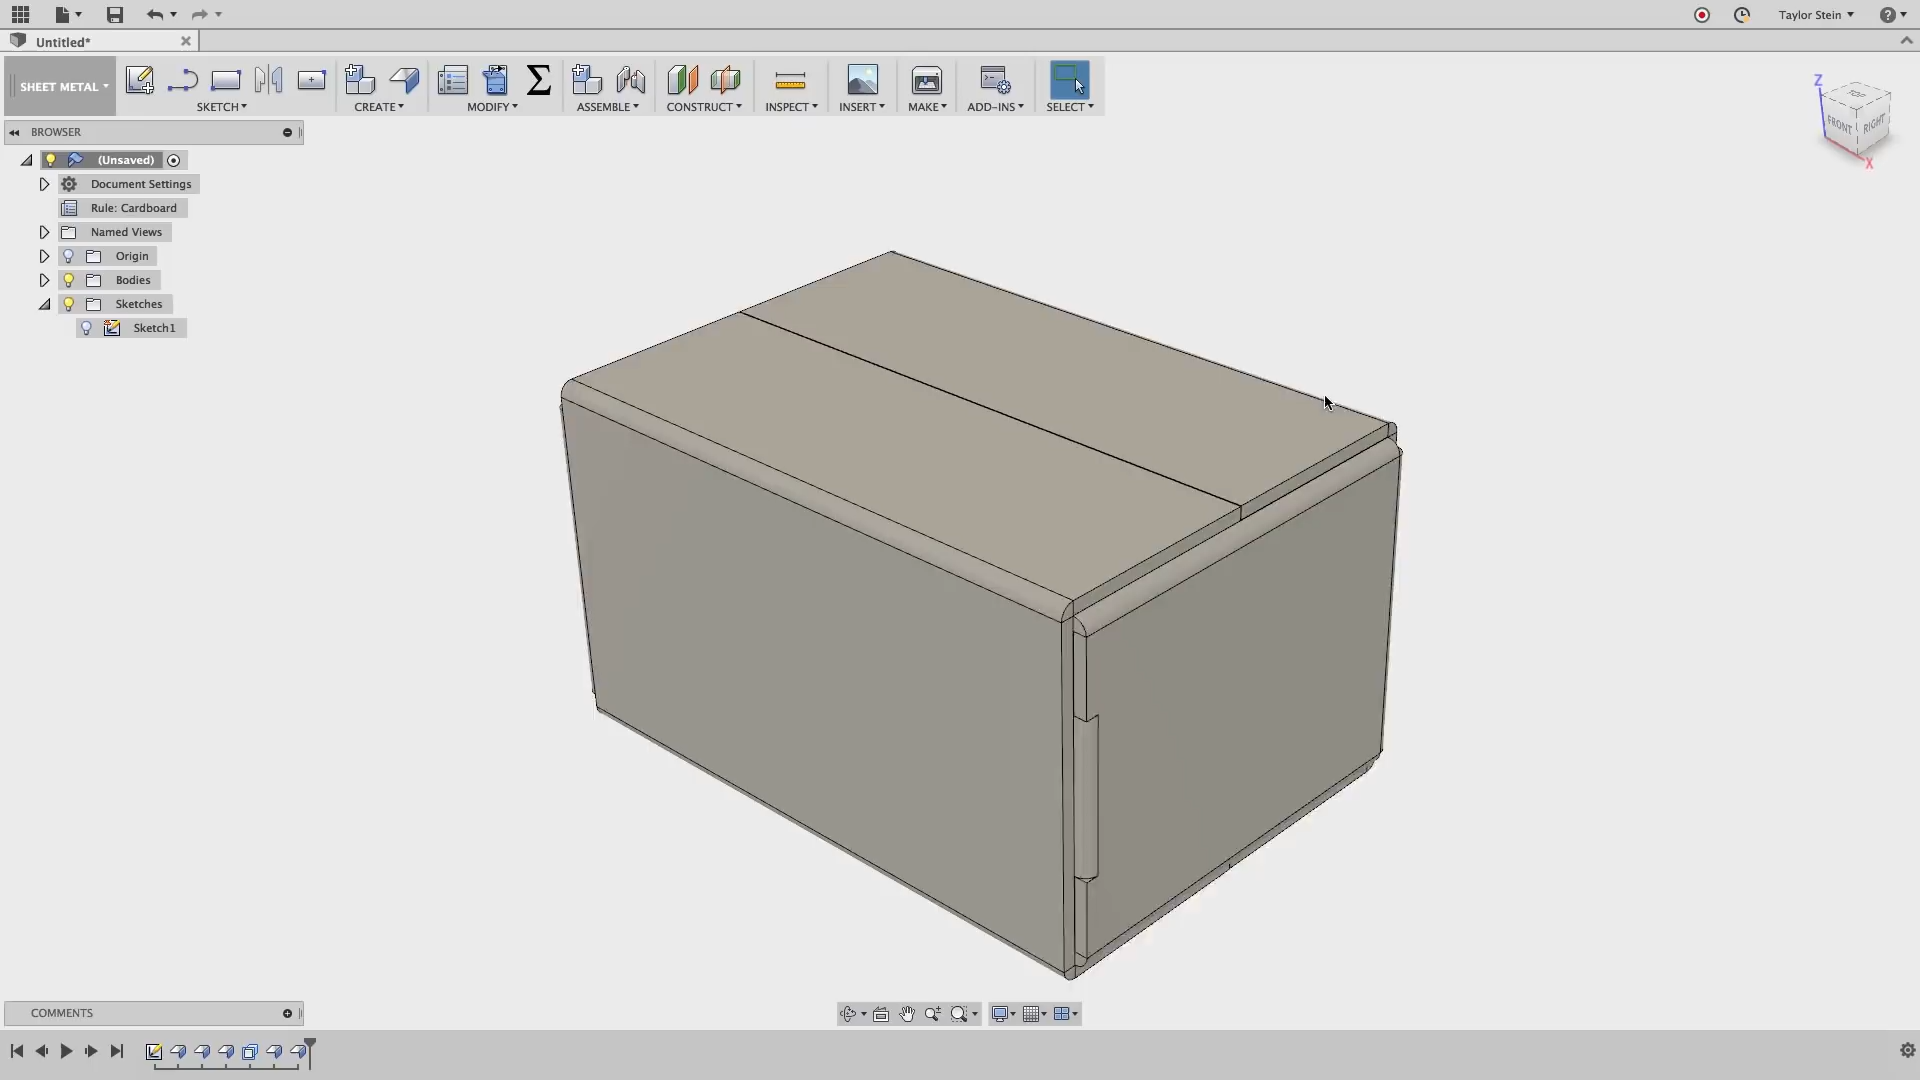 Taylor Stein
Untitled*
SHEET METAL
SKETCH
CREATE
MODIFY
ASSEMBLE
CONSTRUCT
INSPECT
INSERT
MAKE
ADD-INS
SELECT
Z
TOP
FRONT
RIGHT
X
BROWSER
(Unsaved)
Document Settings
Rule: Cardboard
Named Views
Origin
Bodies
Sketches
Sketch1
COMMENTS